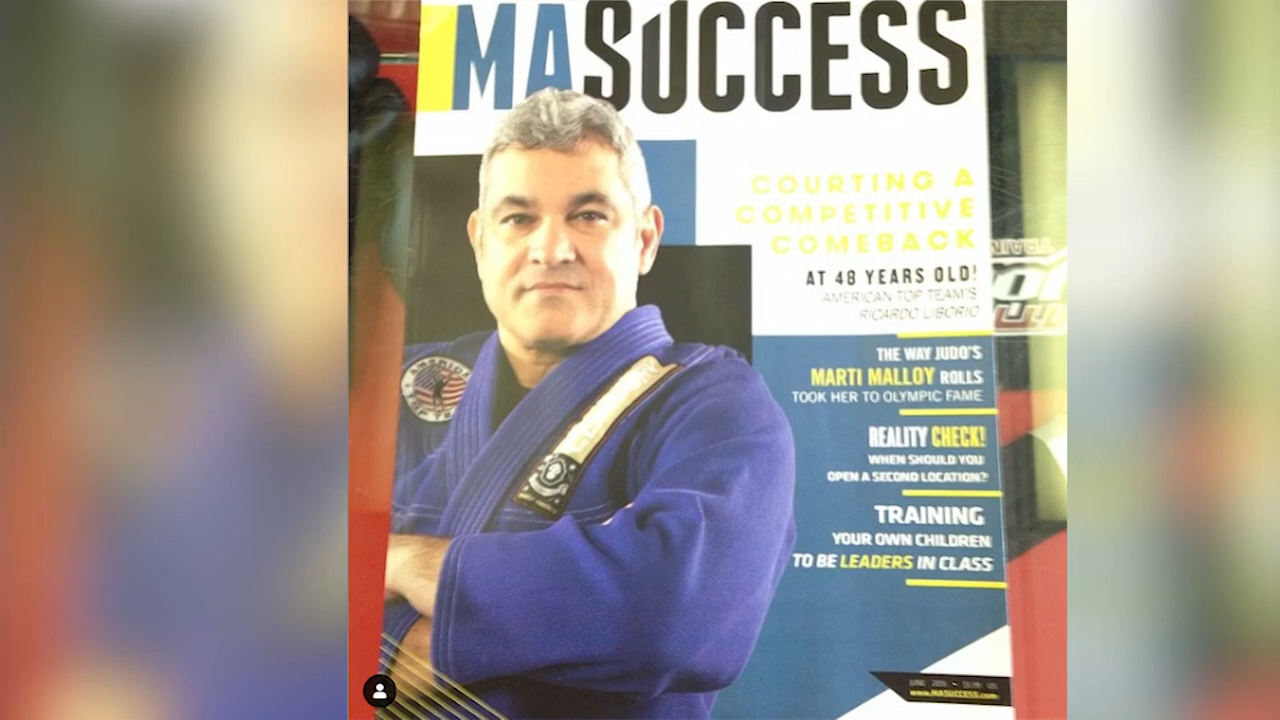 MASUCCESS
COURTING A
COMPETITIVE
COMEBACK
AT 48 YEARS OLD!
AMERICAN TOP TEAM'S
RICARDO LIBORIO
THE WAY JUDO'S
MARTI MALLOY ROLLS
TOOK HER TO OLYMPIC FAME
REALITY CHECK!
WHEN SHOULD YOU
OPEN A SECOND LOCATION?
TRAINING
YOUR OWN CHILDREN
TO BE LEADERS IN CLASS
JUNE
www.MASUCCESS.com